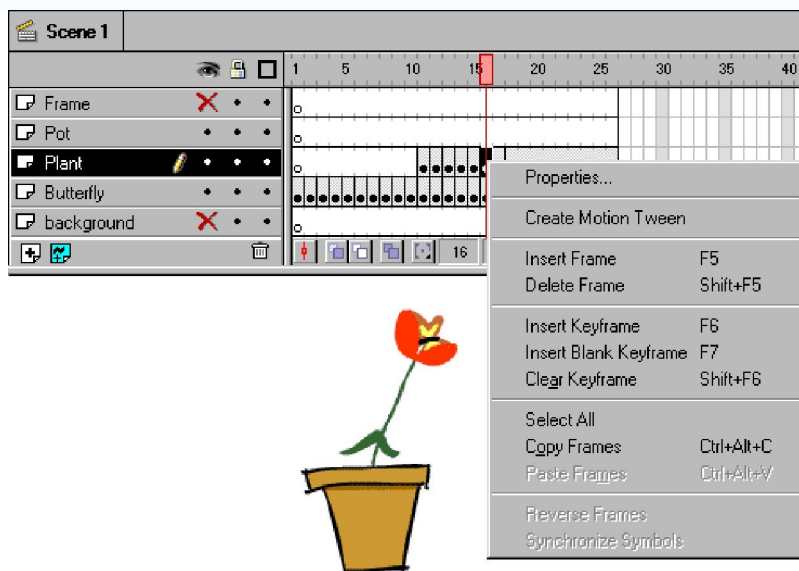 Scene 1
1 5 10 15 20 25 30 35 40
Frame
Pot
Plant
Butterfly
background
16
Properties...
Create Motion Tween
Insert Frame F5
Delete Frame Shift+F5
Insert Keyframe F6
Insert Blank Keyframe F7
Clear Keyframe Shift+F6
Select All
Copy Frames Ctrl+Alt+C
Paste Frames Ctrl+Alt+V
Reverse Frames
Synchronize Symbols